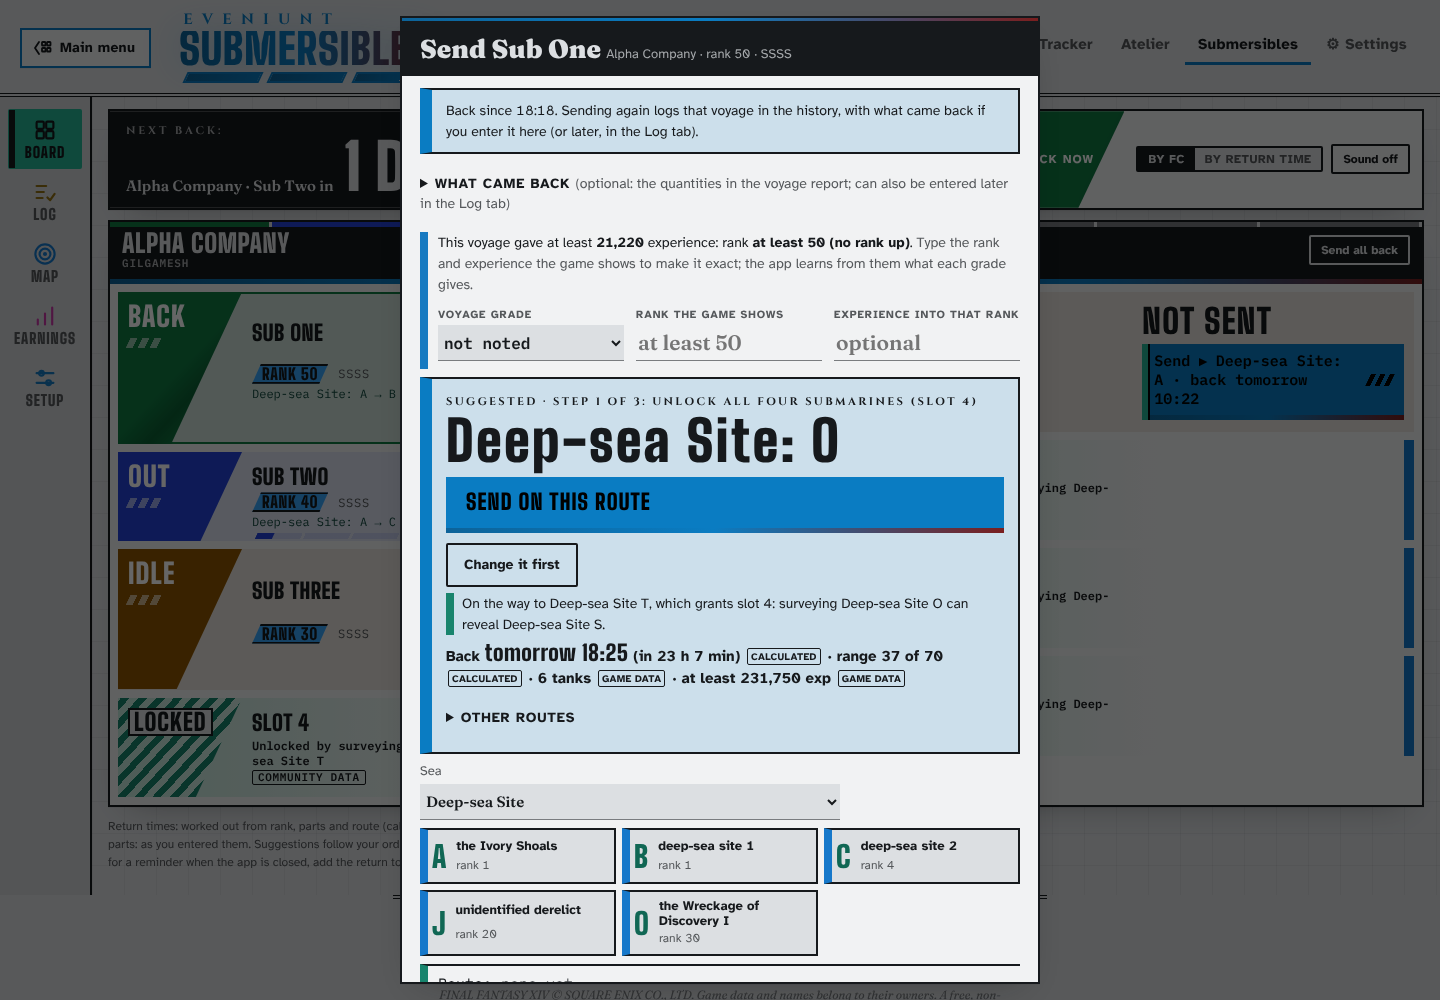 Main menu
EVENIUNT
SUBMERSIBLE
Tracker
Atelier
Submersibles
Settings
BOARD
LOG
MAP
EARNINGS
SETUP
NEXT BACK:
1 D
Alpha Company · Sub Two in
CK NOW
BY FC
BY RETURN TIME
Sound off
ALPHA COMPANY
GILGAMESH
Send all back
BACK
SUB ONE
RANK 50
SSSS
Deep-sea Site: A → B
OUT
SUB TWO
RANK 40
SSSS
Deep-sea Site: A → C
IDLE
SUB THREE
RANK 30
SSSS
LOCKED
SLOT 4
Unlocked by surveying
sea Site T
COMMUNITY DATA
NOT SENT
Send ▶ Deep-sea Site:
A · back tomorrow
10:22
ying Deep-
ying Deep-
ying Deep-
Return times: worked out from rank, parts and route (cal
parts: as you entered them. Suggestions follow your ord
for a reminder when the app is closed, add the return to
Send Sub One Alpha Company · rank 50 · SSSS
Back since 18:18. Sending again logs that voyage in the history, with what came back if
you enter it here (or later, in the Log tab).
▶ WHAT CAME BACK (optional: the quantities in the voyage report; can also be entered later
in the Log tab)
This voyage gave at least 21,220 experience: rank at least 50 (no rank up). Type the rank
and experience the game shows to make it exact; the app learns from them what each grade
gives.
VOYAGE GRADE
RANK THE GAME SHOWS
EXPERIENCE INTO THAT RANK
not noted
at least 50
optional
SUGGESTED · STEP 1 OF 3: UNLOCK ALL FOUR SUBMARINES (SLOT 4)
Deep-sea Site: O
SEND ON THIS ROUTE
Change it first
On the way to Deep-sea Site T, which grants slot 4: surveying Deep-sea Site O can
reveal Deep-sea Site S.
Back tomorrow 18:25 (in 23 h 7 min) CALCULATED · range 37 of 70
CALCULATED · 6 tanks GAME DATA · at least 231,750 exp GAME DATA
▶ OTHER ROUTES
Sea
Deep-sea Site
A
the Ivory Shoals
rank 1
B
deep-sea site 1
rank 1
C
deep-sea site 2
rank 4
J
unidentified derelict
rank 20
O
the Wreckage of
Discovery I
rank 30
Route: none yet
FINAL FANTASY XIV © SQUARE ENIX CO., LTD. Game data and names belong to their owners. A free, non-